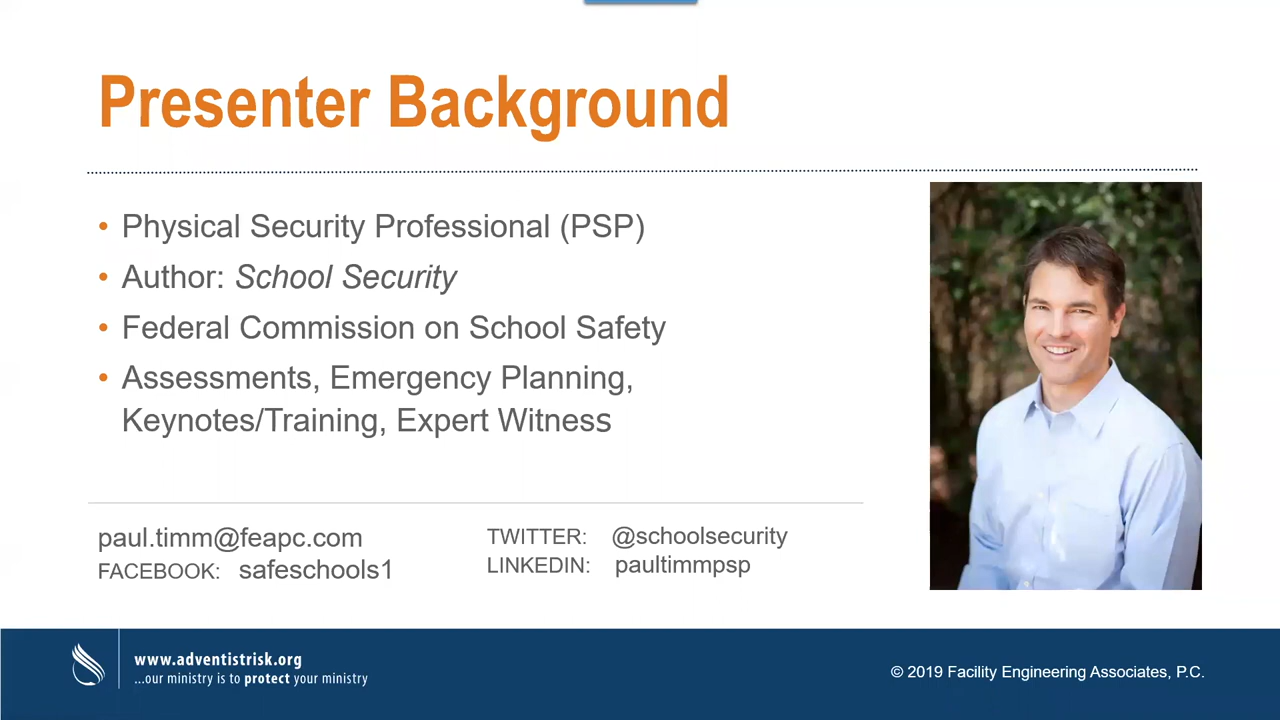 Presenter Background
• Physical Security Professional (PSP)
• Author: School Security
• Federal Commission on School Safety
• Assessments, Emergency Planning,
Keynotes/Training, Expert Witness
paul.timm@feapc.com
FACEBOOK: safeschools1
TWITTER: @schoolsecurity
LINKEDIN: paultimmpsp
www.adventistrisk.org
...our ministry is to protect your ministry
© 2019 Facility Engineering Associates, P.C.